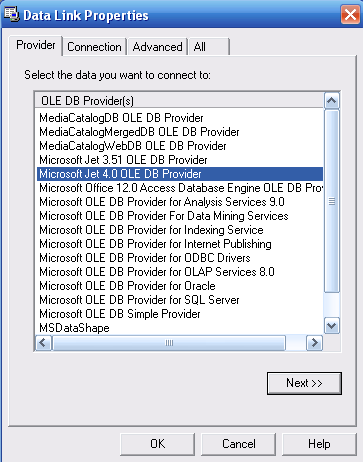 Data Link Properties
Provider Connection Advanced All
Select the data you want to connect to:
OLE DB Provider(s)
MediaCatalogDB OLE DB Provider
MediaCatalogMergedDB OLE DB Provider
MediaCatalogWebDB OLE DB Provider
Microsoft Jet 3.51 OLE DB Provider
Microsoft Jet 4.0 OLE DB Provider
Microsoft Office 12.0 Access Database Engine OLE DB Pro
Microsoft OLE DB Provider for Analysis Services 9.0
Microsoft OLE DB Provider For Data Mining Services
Microsoft OLE DB Provider for Indexing Service
Microsoft OLE DB Provider for Internet Publishing
Microsoft OLE DB Provider for ODBC Drivers
Microsoft OLE DB Provider for OLAP Services 8.0
Microsoft OLE DB Provider for Oracle
Microsoft OLE DB Provider for SQL Server
Microsoft OLE DB Simple Provider
MSDataShape
Next >>
OK Cancel Help